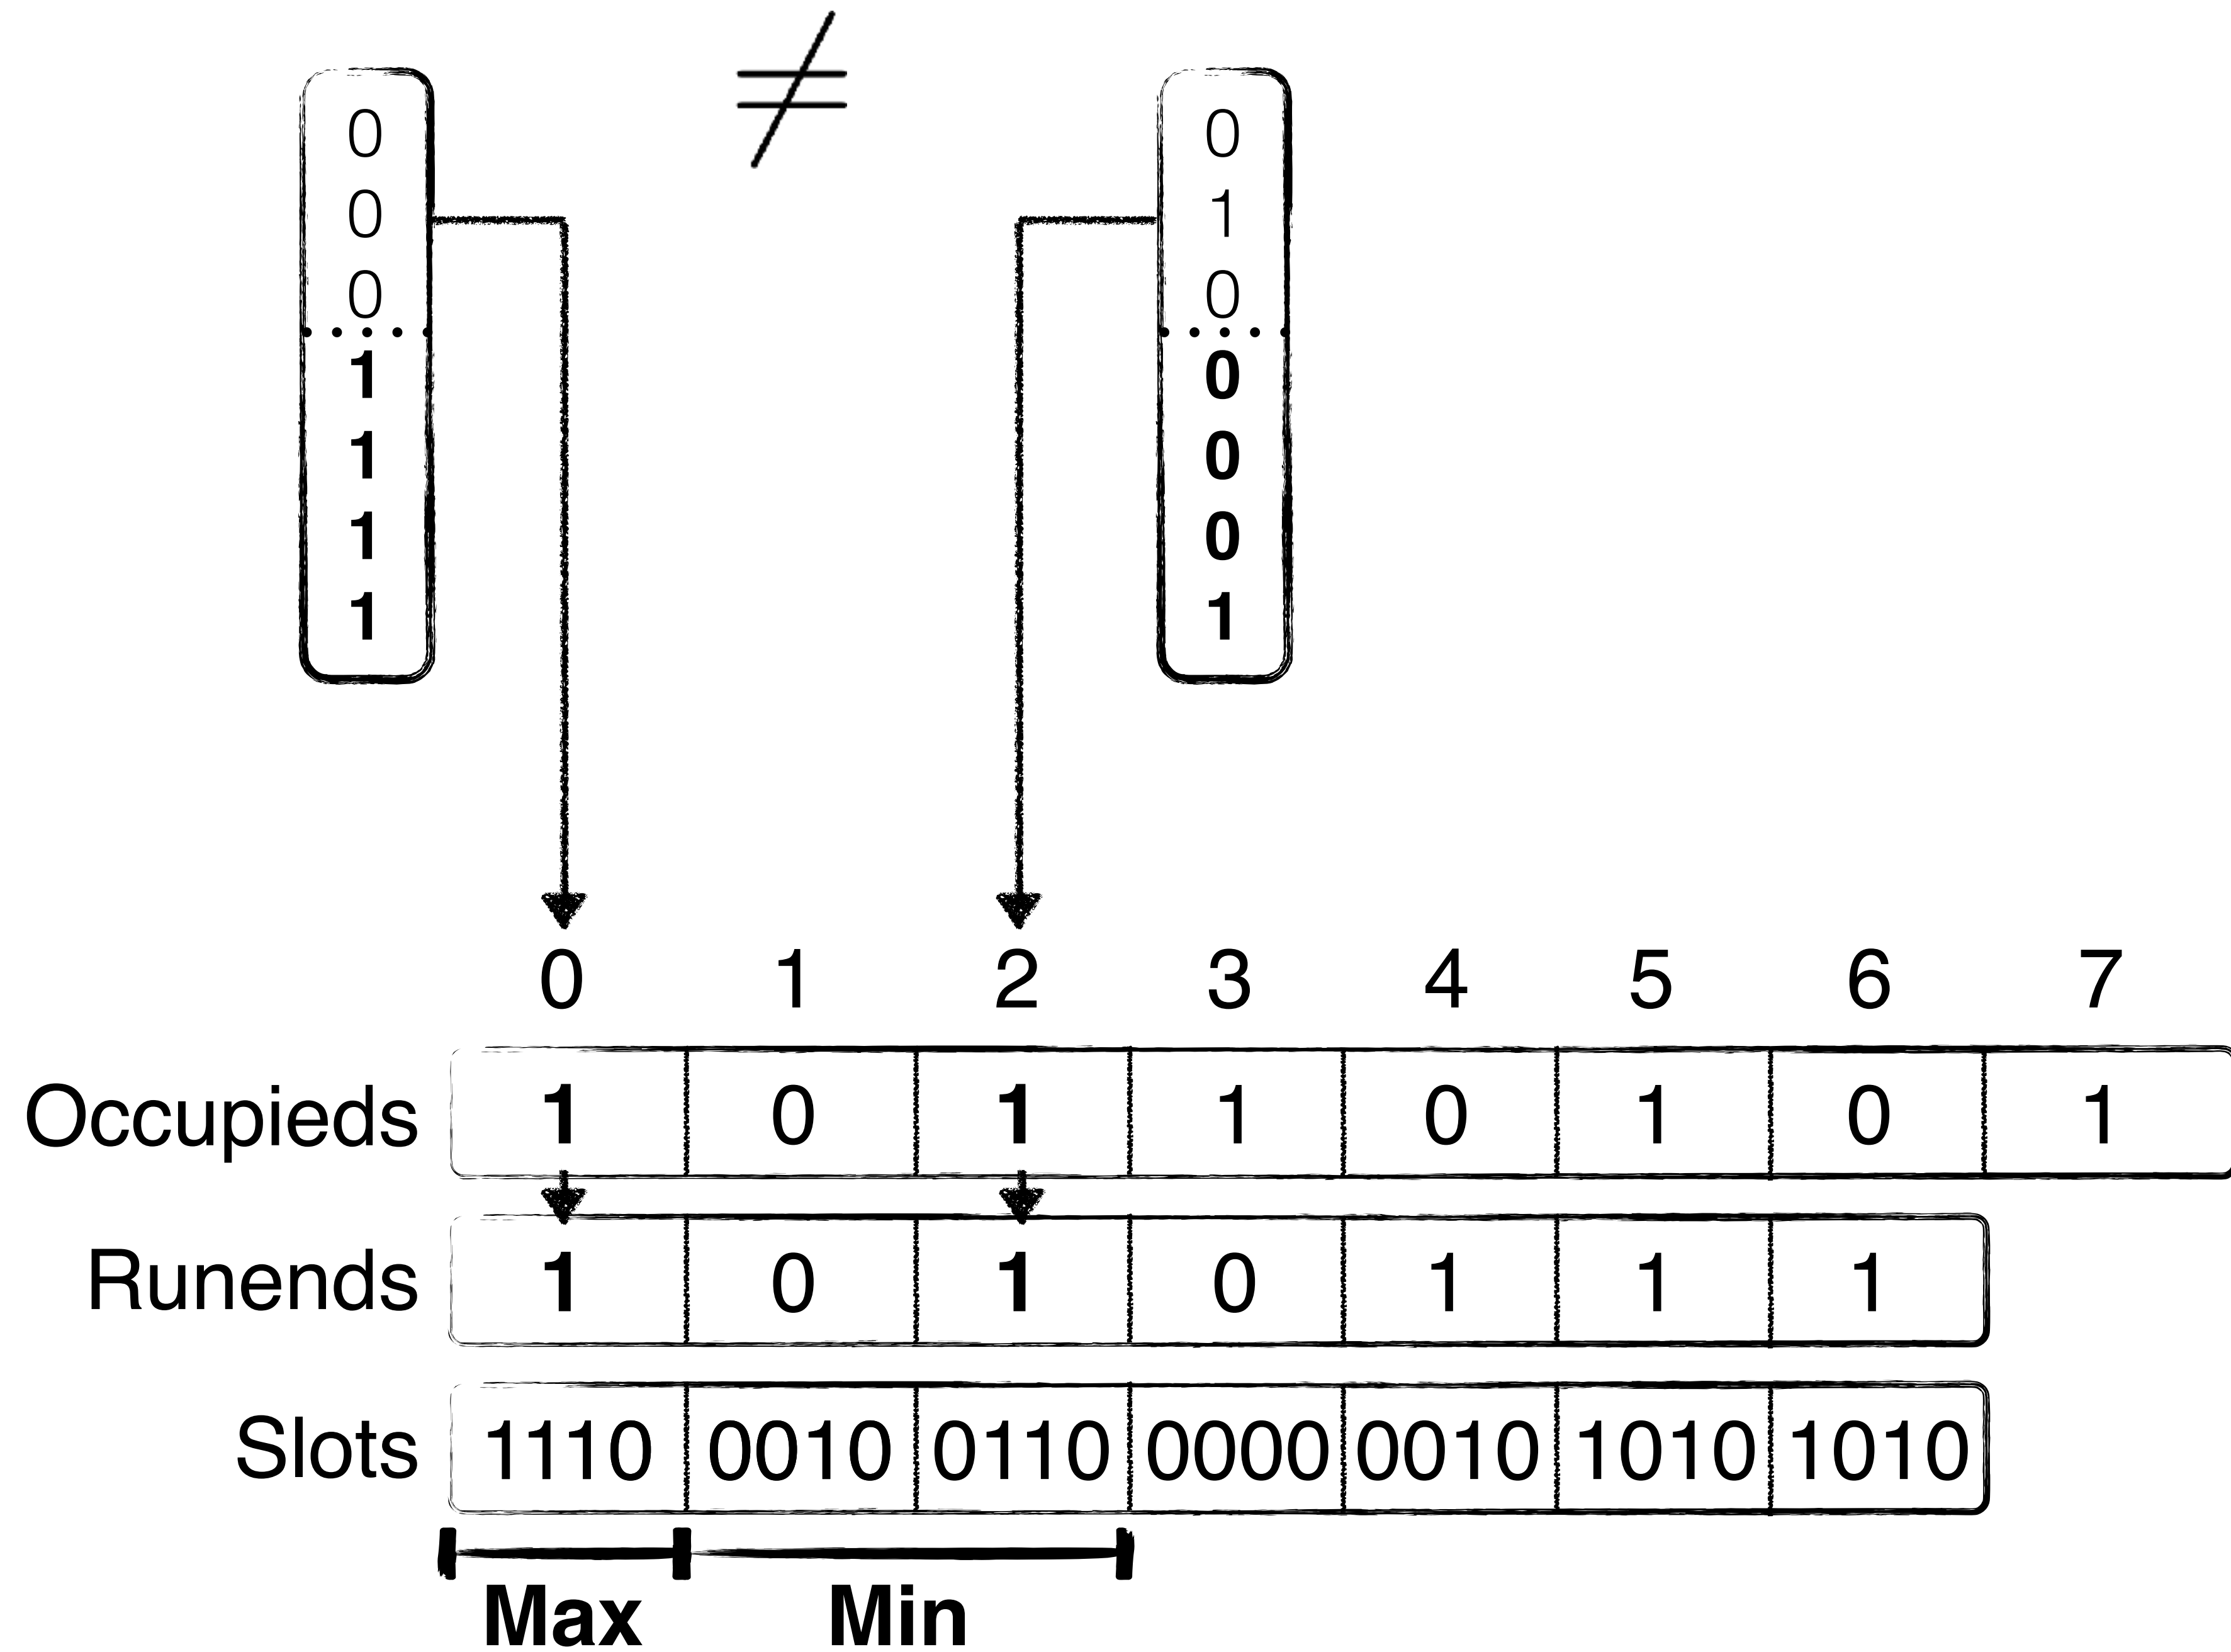 ≠
0 0
0 1
0 0
1 0
1 0
1 0
1 1
0 1 2 3 4 5 6 7
Occupieds 1 0 1 1 0 1 0 1
Runends 1 0 1 0 1 1 1
Slots 1110 0010 0110 0000 0010 1010 1010
Max Min